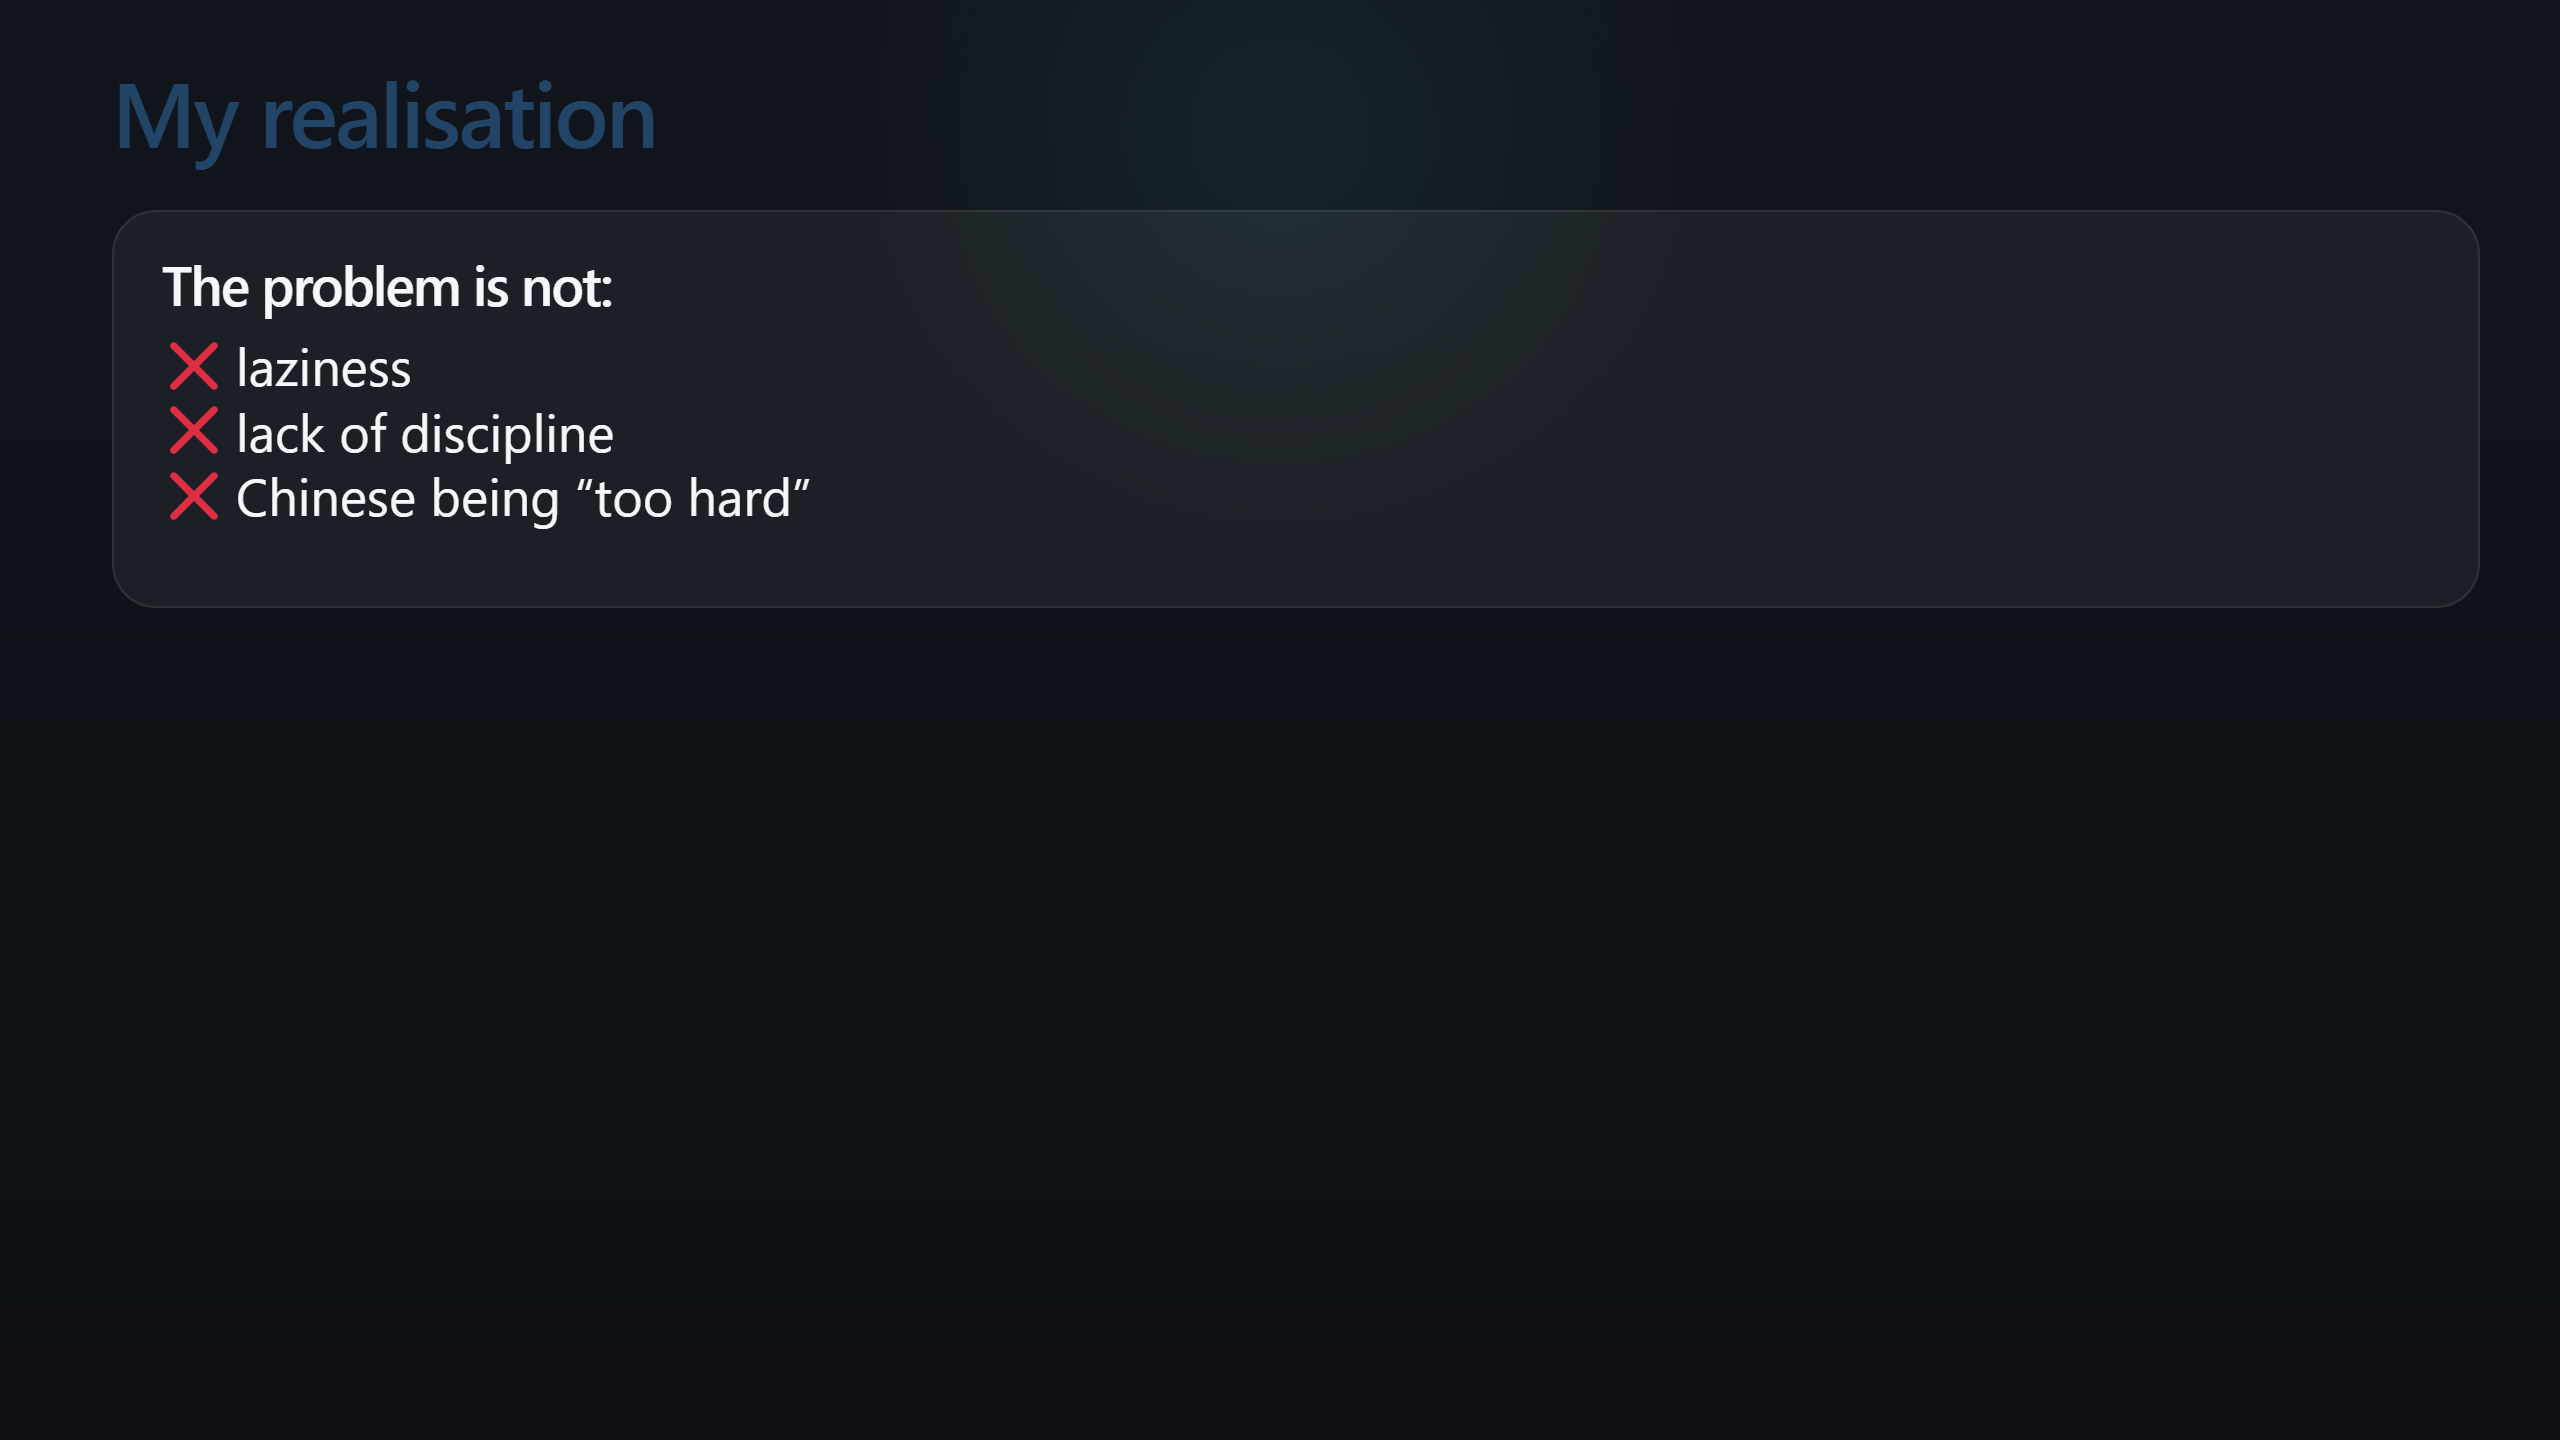 My realisation
The problem is not:
❌ laziness
❌ lack of discipline
❌ Chinese being “too hard”